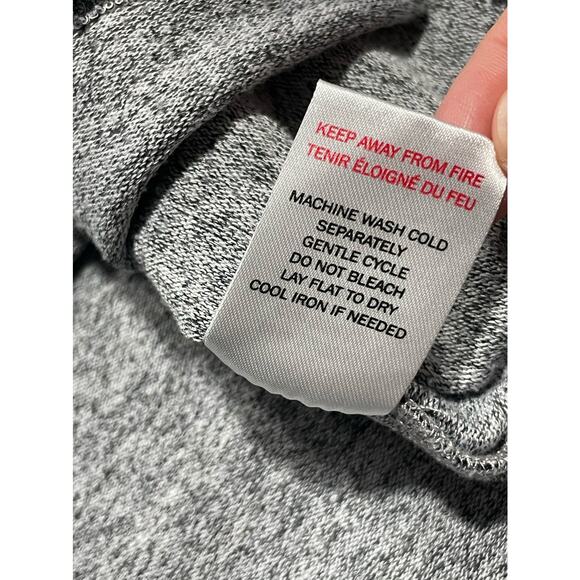 KEEP AWAY FROM FIRE
TENIR ÉLOIGNÉ DU FEU
MACHINE WASH COLD
SEPARATELY
GENTLE CYCLE
DO NOT BLEACH
LAY FLAT TO DRY
COOL IRON IF NEEDED